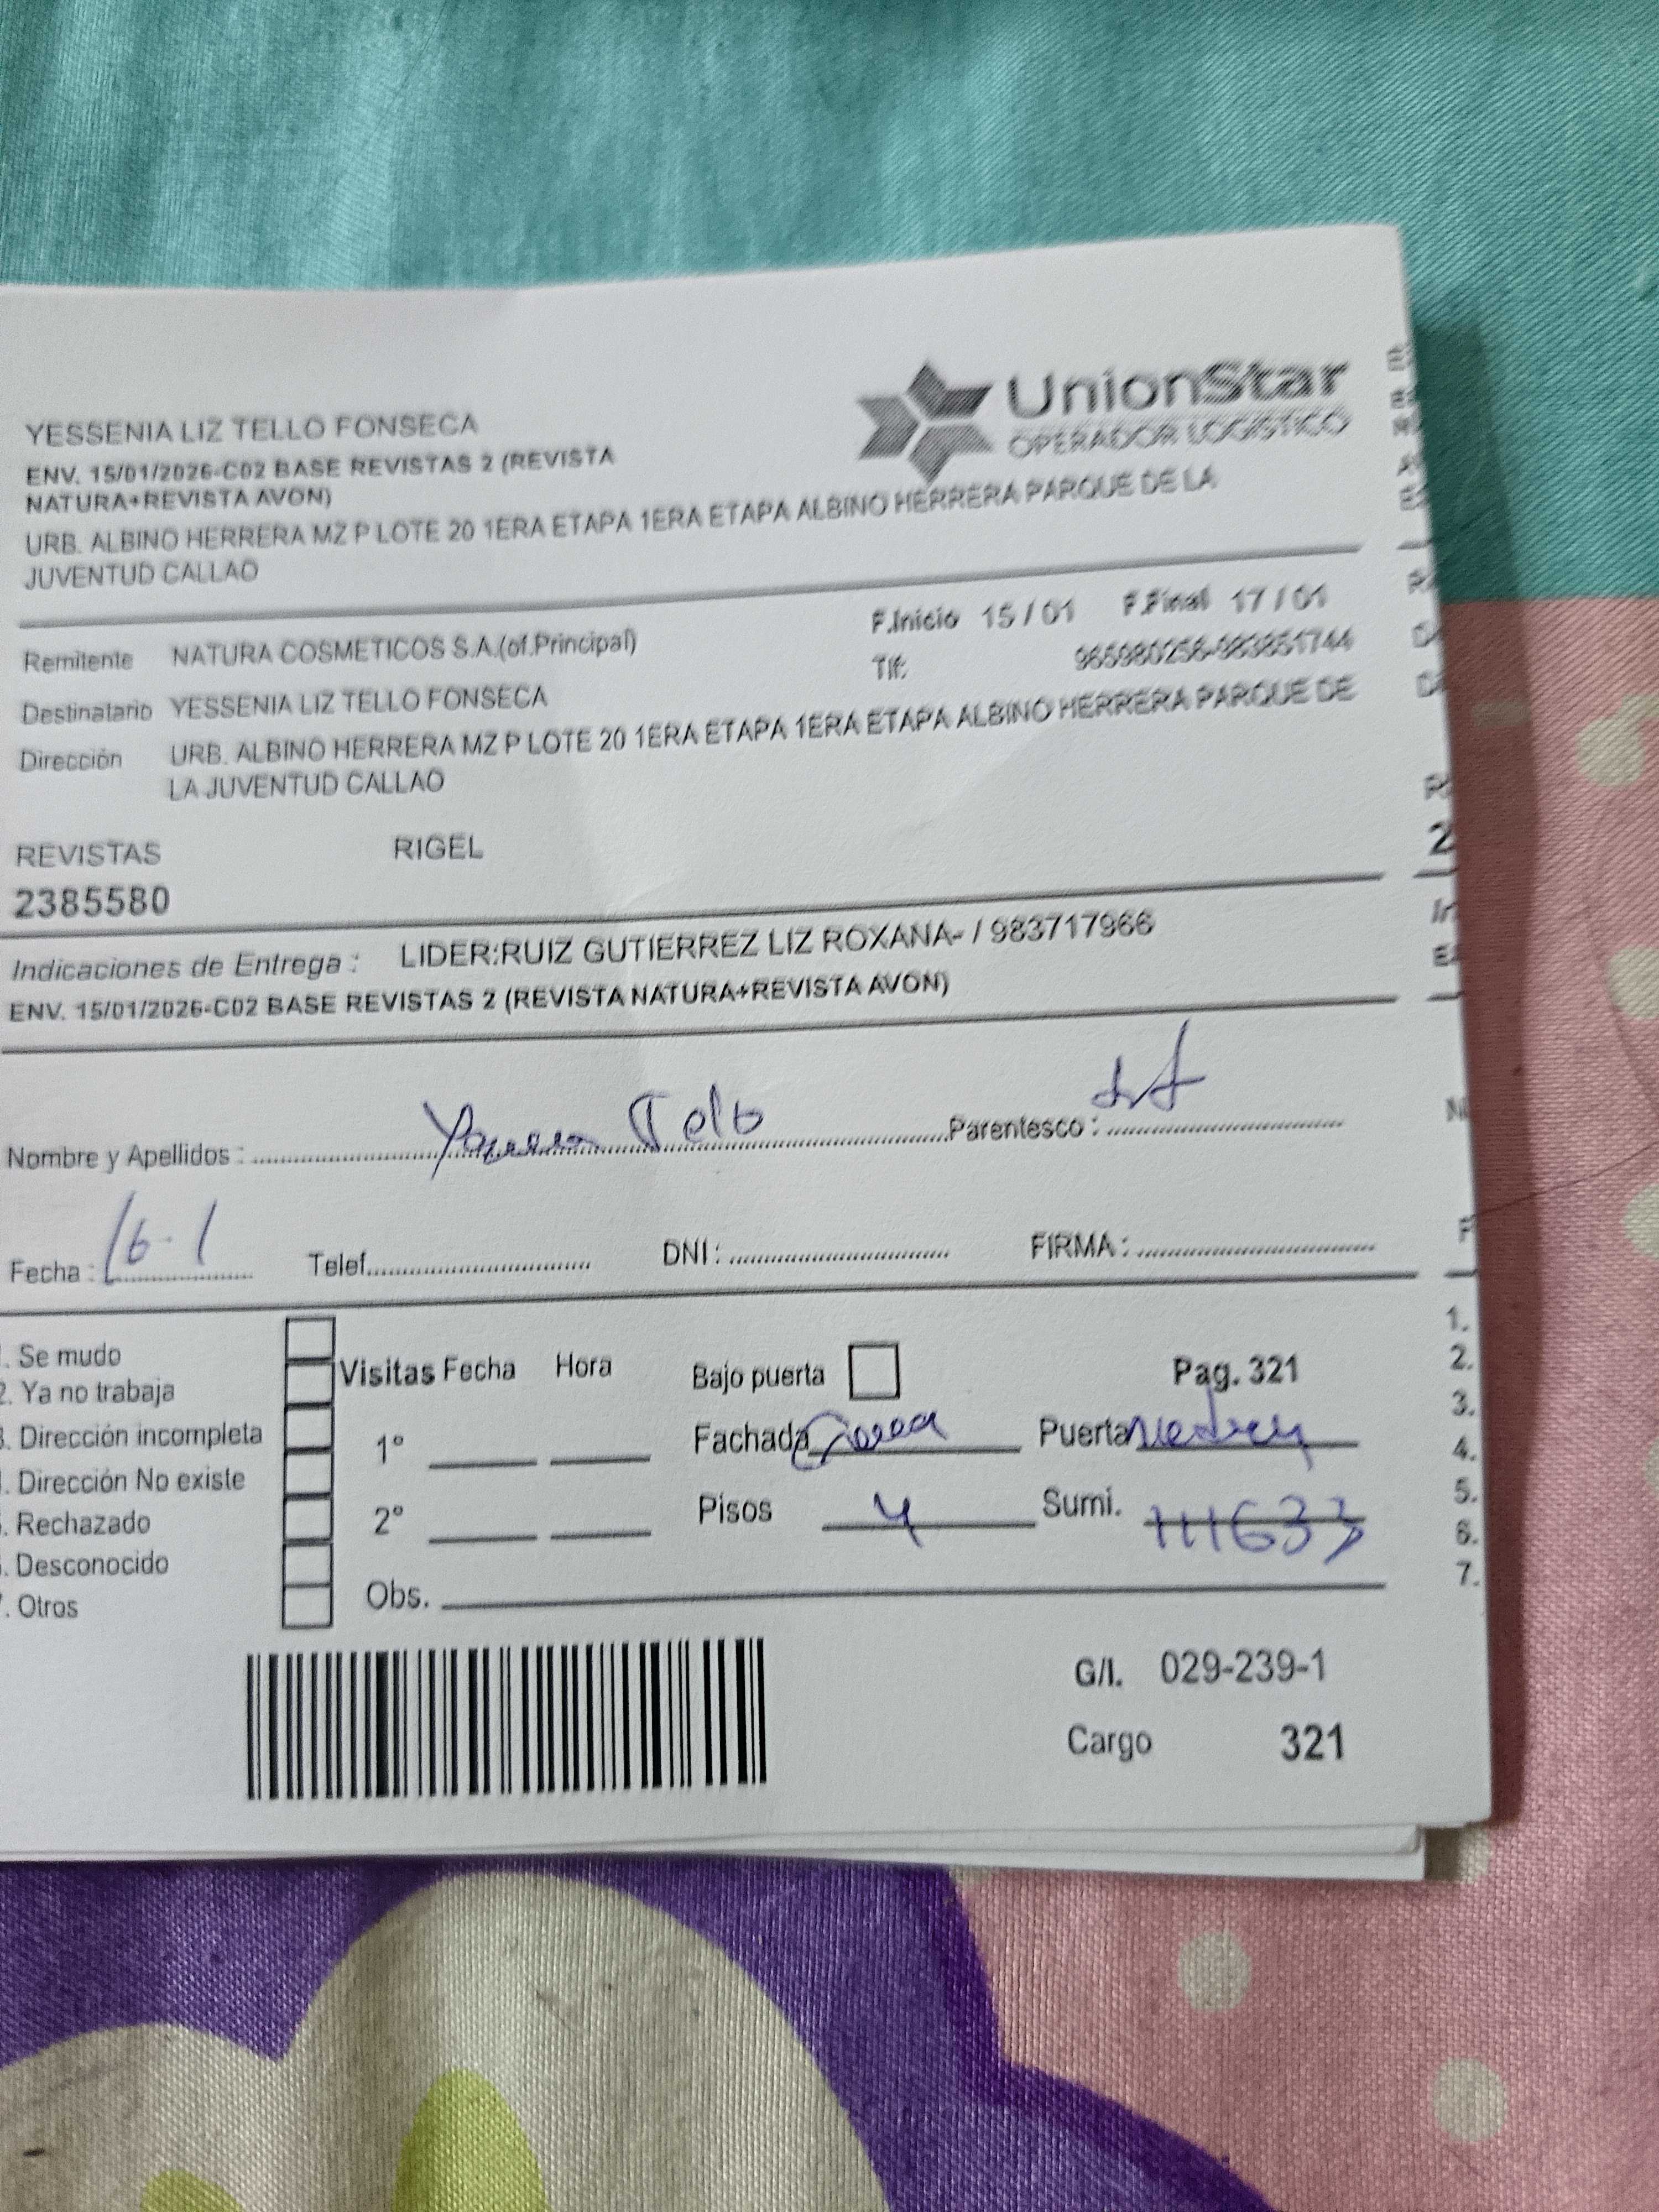 UnionStar
OPERADOR LOGISTICO
YESSENIA LIZ TELLO FONSECA
ENV. 15/01/2026-C02 BASE REVISTAS 2 (REVISTA
NATURA+REVISTA AVON)
URB. ALBINO HERRERA MZ P LOTE 20 1ERA ETAPA 1ERA ETAPA ALBINO HERRERA PARQUE DE LA
JUVENTUD CALLAO
F.Inicio 15 / 01 F.Final 17 / 01
Remitente NATURA COSMETICOS S.A.(of.Principal)
Tlf: 965980256-983851744
Destinatario YESSENIA LIZ TELLO FONSECA
Dirección URB. ALBINO HERRERA MZ P LOTE 20 1ERA ETAPA 1ERA ETAPA ALBINO HERRERA PARQUE DE
LA JUVENTUD CALLAO
REVISTAS RIGEL
2385580
Indicaciones de Entrega : LIDER:RUIZ GUTIERREZ LIZ ROXANA- / 983717966
ENV. 15/01/2026-C02 BASE REVISTAS 2 (REVISTA NATURA+REVISTA AVON)
Nombre y Apellidos : Tello Parentesco :
Fecha : 16-1 Telef. DNI : FIRMA :
. Se mudo
2. Ya no trabaja
3. Dirección incompleta
. Dirección No existe
. Rechazado
. Desconocido
. Otros
Visitas Fecha Hora
1°
2°
Obs.
Bajo puerta Pag. 321
Fachada Puerta
Pisos 4 Sumi. 111633
G/I. 029-239-1
Cargo 321
1.
2.
3.
4.
5.
6.
7.